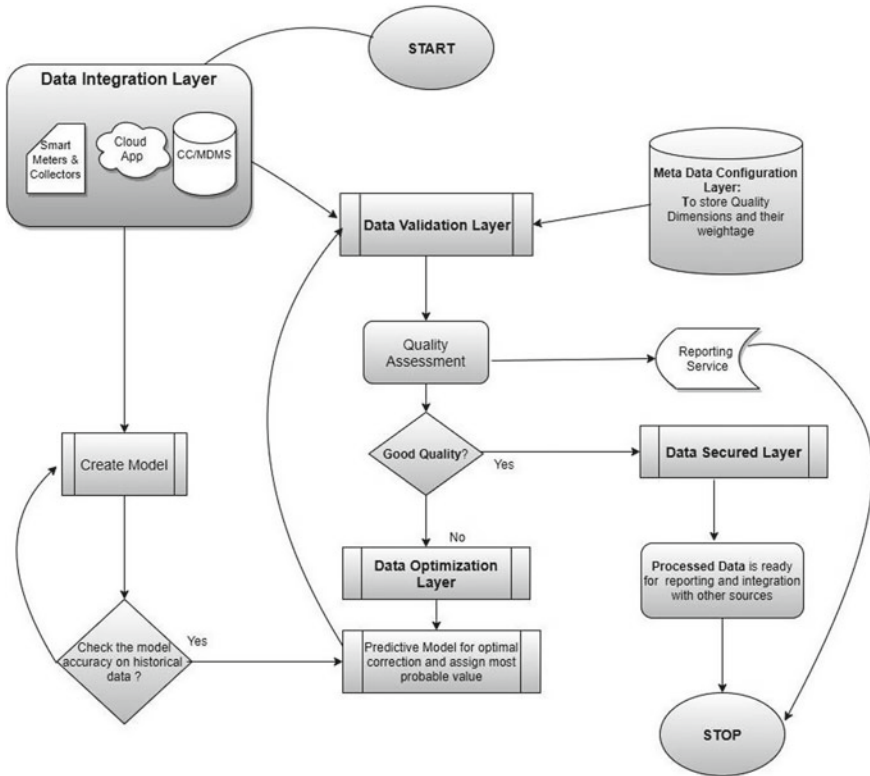 START
Data Integration Layer
Smart
Meters &
Collectors
Cloud
App
CC/MDMS
Meta Data Configuration
Layer:
To store Quality
Dimensions and their
weightage
Data Validation Layer
Quality
Assessment
Reporting
Service
Good Quality?
Yes
Data Secured Layer
Create Model
No
Data Optimization
Layer
Processed Data is ready
for reporting and integration
with other sources
Check the model
accuracy on historical
data ?
Yes
Predictive Model for optimal
correction and assign most
probable value
STOP